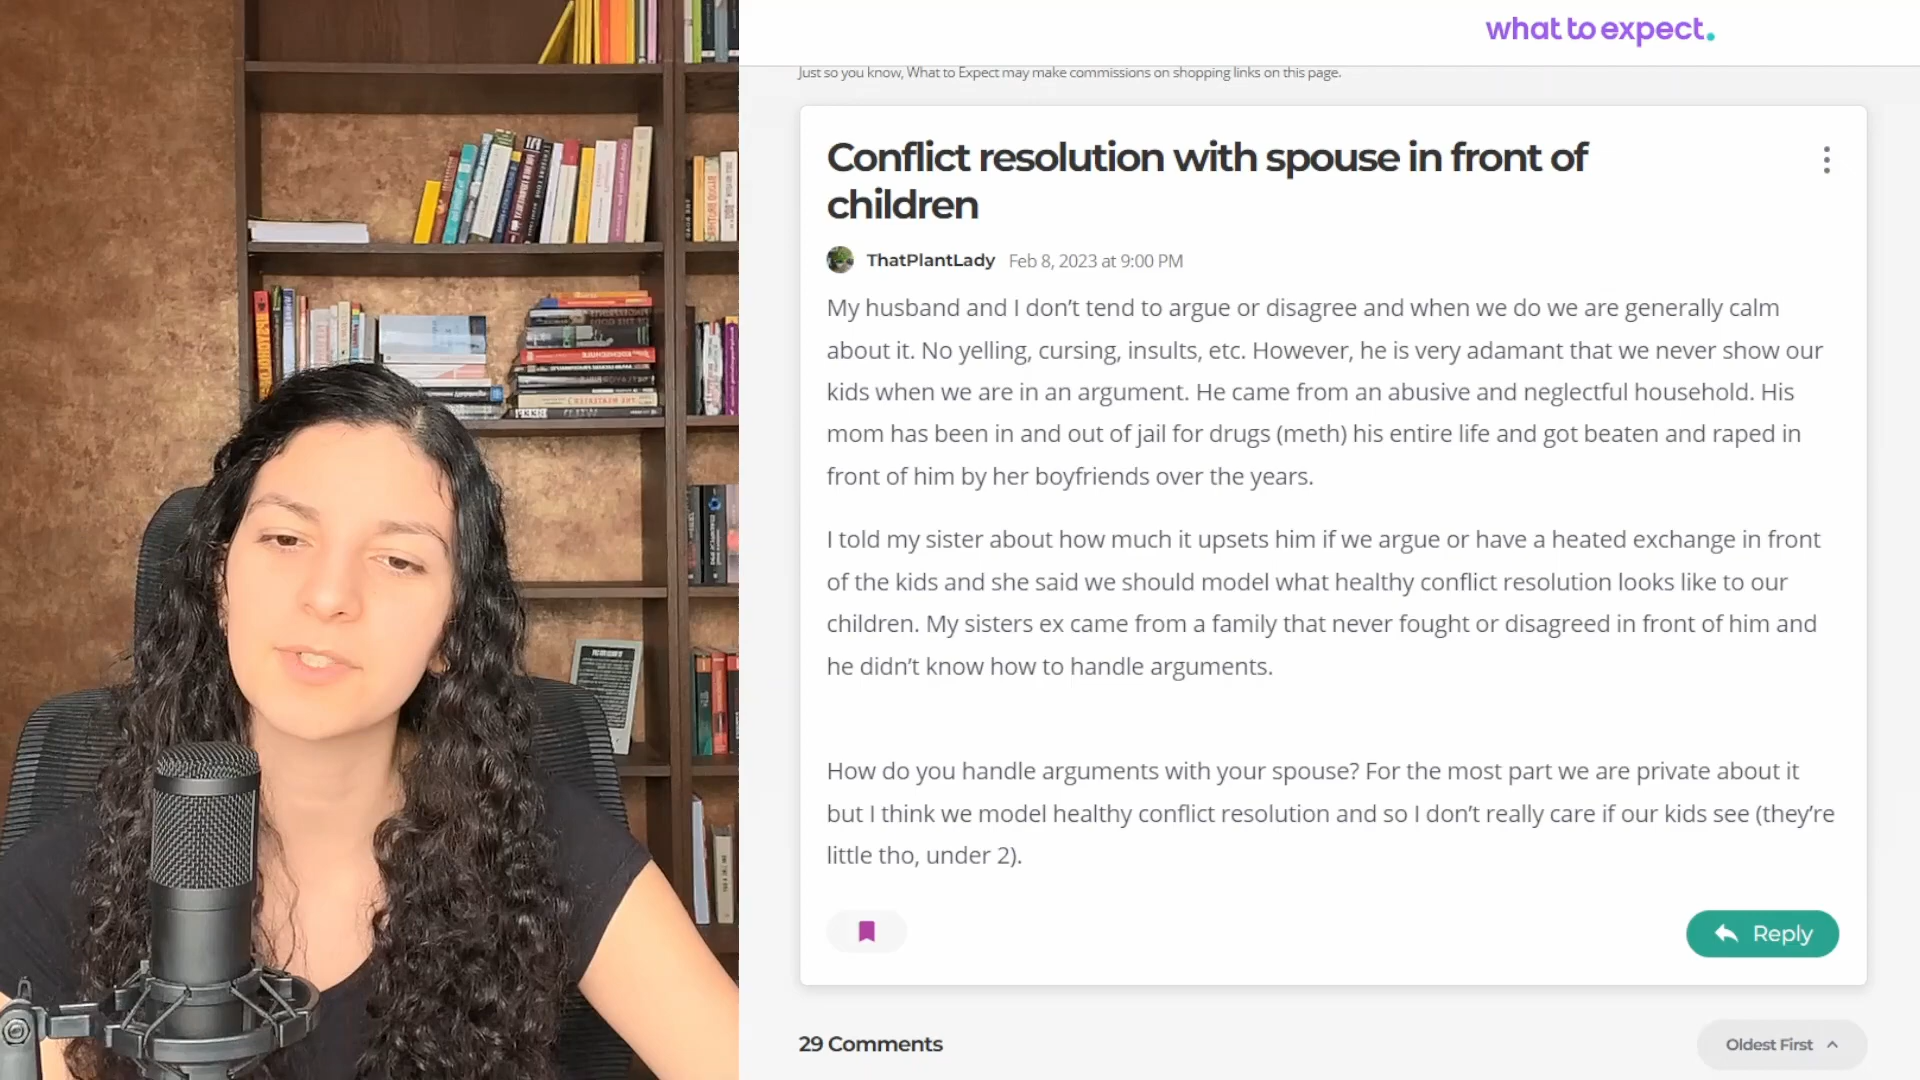 what to expect.
Just so you know, What to Expect may make commissions on shopping links on this page.
Conflict resolution with spouse in front of
children
ThatPlantLady Feb 8, 2023 at 9:00 PM
My husband and I don’t tend to argue or disagree and when we do we are generally calm
about it. No yelling, cursing, insults, etc. However, he is very adamant that we never show our
kids when we are in an argument. He came from an abusive and neglectful household. His
mom has been in and out of jail for drugs (meth) his entire life and got beaten and raped in
front of him by her boyfriends over the years.
I told my sister about how much it upsets him if we argue or have a heated exchange in front
of the kids and she said we should model what healthy conflict resolution looks like to our
children. My sisters ex came from a family that never fought or disagreed in front of him and
he didn’t know how to handle arguments.
How do you handle arguments with your spouse? For the most part we are private about it
but I think we model healthy conflict resolution and so I don’t really care if our kids see (they’re
little tho, under 2).
Reply
29 Comments
Oldest First